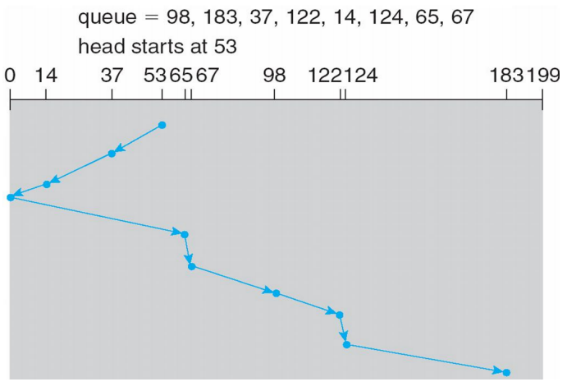 queue = 98, 183, 37, 122, 14, 124, 65, 67
head starts at 53
0 14 37 53 65 67 98 122 124 183 199